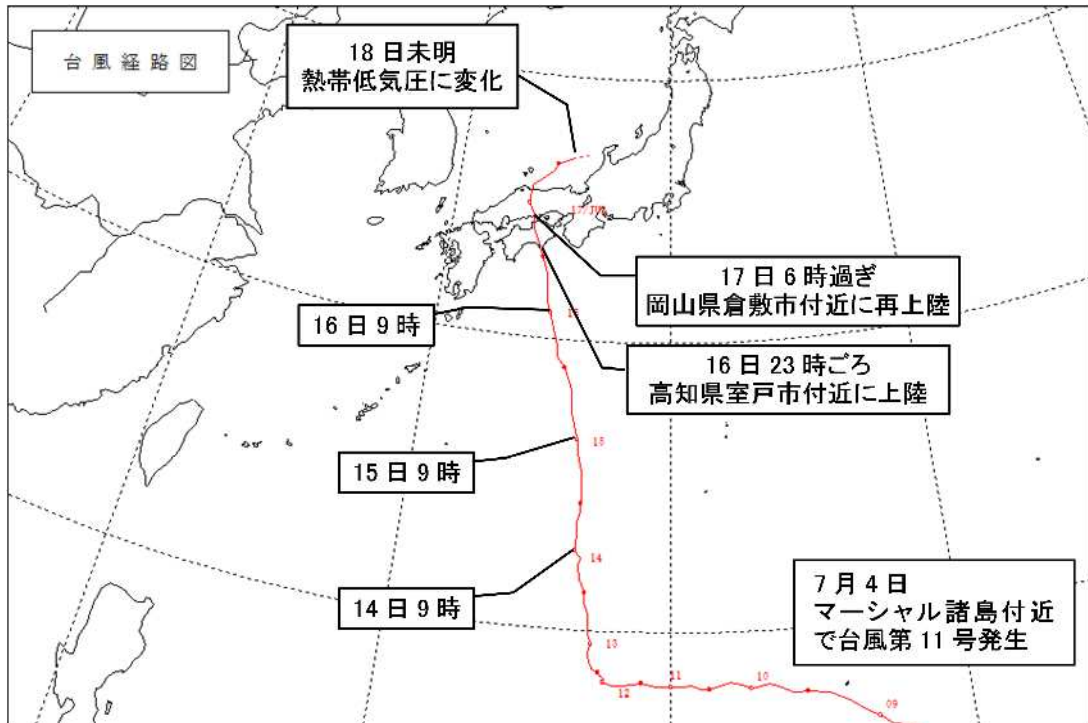 台風経路図
18日未明
熱帯低気圧に変化
17日6時過ぎ
岡山県倉敷市付近に再上陸
16日9時
16日23時ごろ
高知県室戸市付近に上陸
15
15日9時
14
14日9時
7月4日
マーシャル諸島付近
で台風第11号発生
11
10
12
09